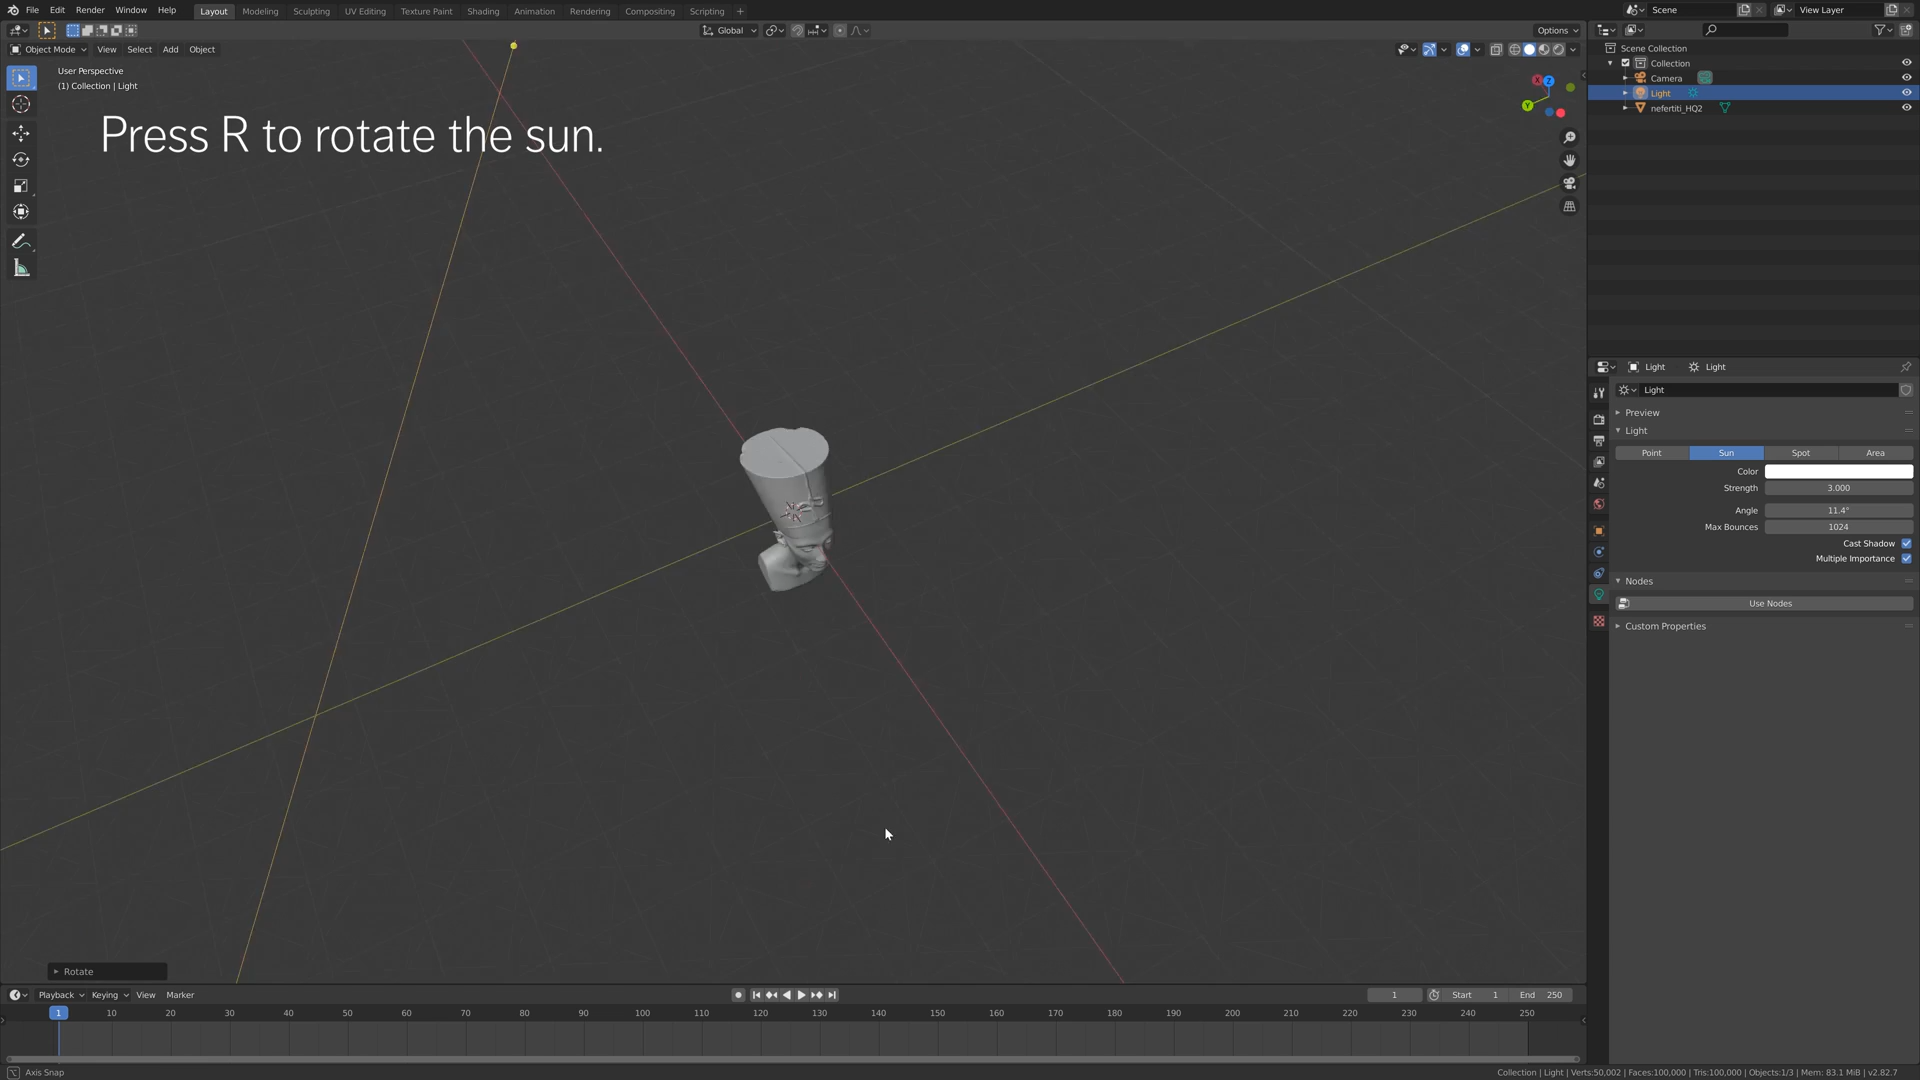 File Edit Render Window Help Layout Modeling Sculpting UV Editing Texture Paint Shading Animation Rendering Compositing Scripting + Scene View Layer
Global Options
Object Mode View Select Add Object
User Perspective
(1) Collection | Light
Press R to rotate the sun.
X Z
Y
Rotate
Scene Collection
Collection
Camera
Light
nefertiti_HQ2
Light Light
Light
Preview
Light
Point Sun Spot Area
Color
Strength 3.000
Angle 11.4°
Max Bounces 1024
Cast Shadow
Multiple Importance
Nodes
Use Nodes
Custom Properties
Playback Keying View Marker 1 Start 1 End 250
1 10 20 30 40 50 60 70 80 90 100 110 120 130 140 150 160 170 180 190 200 210 220 230 240 250
Axis Snap Collection | Light | Verts:50,002 | Faces:100,000 | Tris:100,000 | Objects:1/3 | Mem: 83.1 MiB | v2.82.7